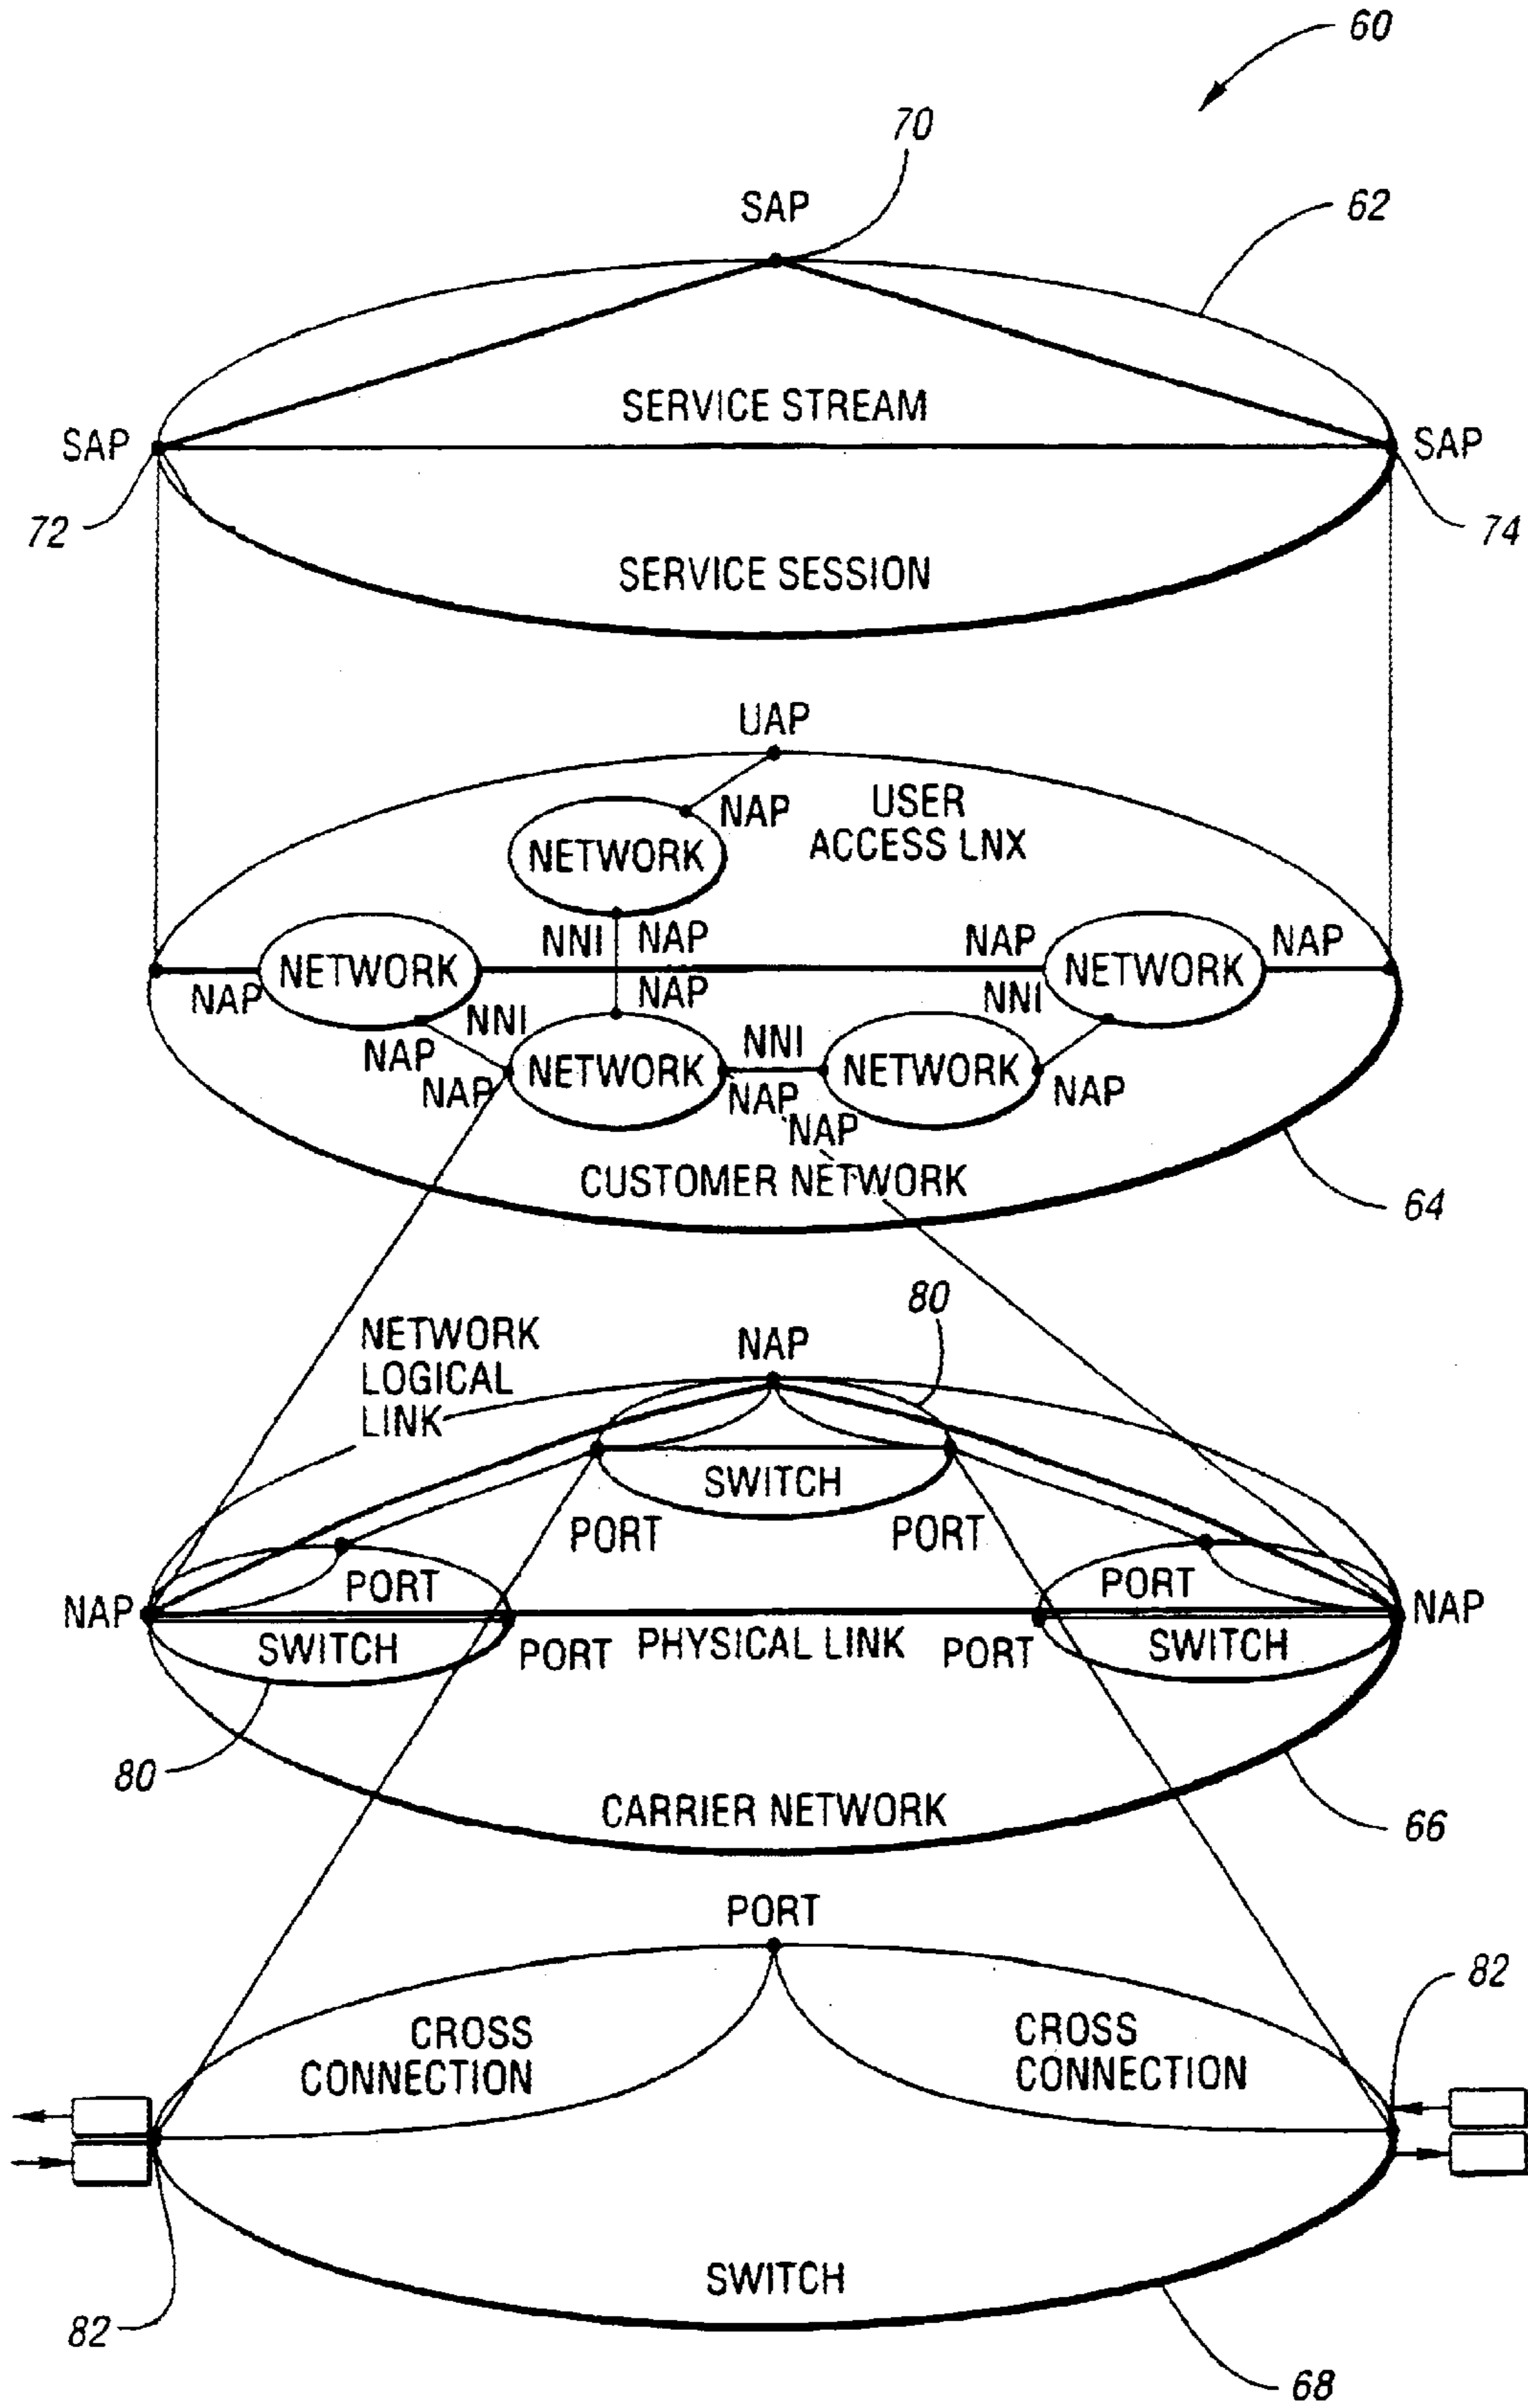 60
70
SAP
62
SERVICE STREAM
SAP
SAP
72
74
SERVICE SESSION
UAP
NAP
USER
ACCESS LNX
NETWORK
NNI
NAP
NAP
NAP
NETWORK
NETWORK
NAP
NAP
NNI
NNI
NAP
NETWORK
NNI
NETWORK
NAP
NAP
NAP
NAP
CUSTOMER NETWORK
64
80
NETWORK
LOGICAL
LINK
NAP
SWITCH
PORT
PORT
PORT
PORT
NAP
NAP
SWITCH
PORT
PHYSICAL LINK
PORT
SWITCH
80
CARRIER NETWORK
66
PORT
82
CROSS
CONNECTION
CROSS
CONNECTION
SWITCH
82
68